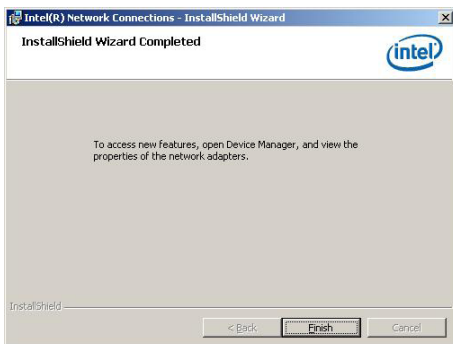 Intel(R) Network Connections - InstallShield Wizard
InstallShield Wizard Completed
intel
To access new features, open Device Manager, and view the
properties of the network adapters.
InstallShield
< Back
Finish
Cancel